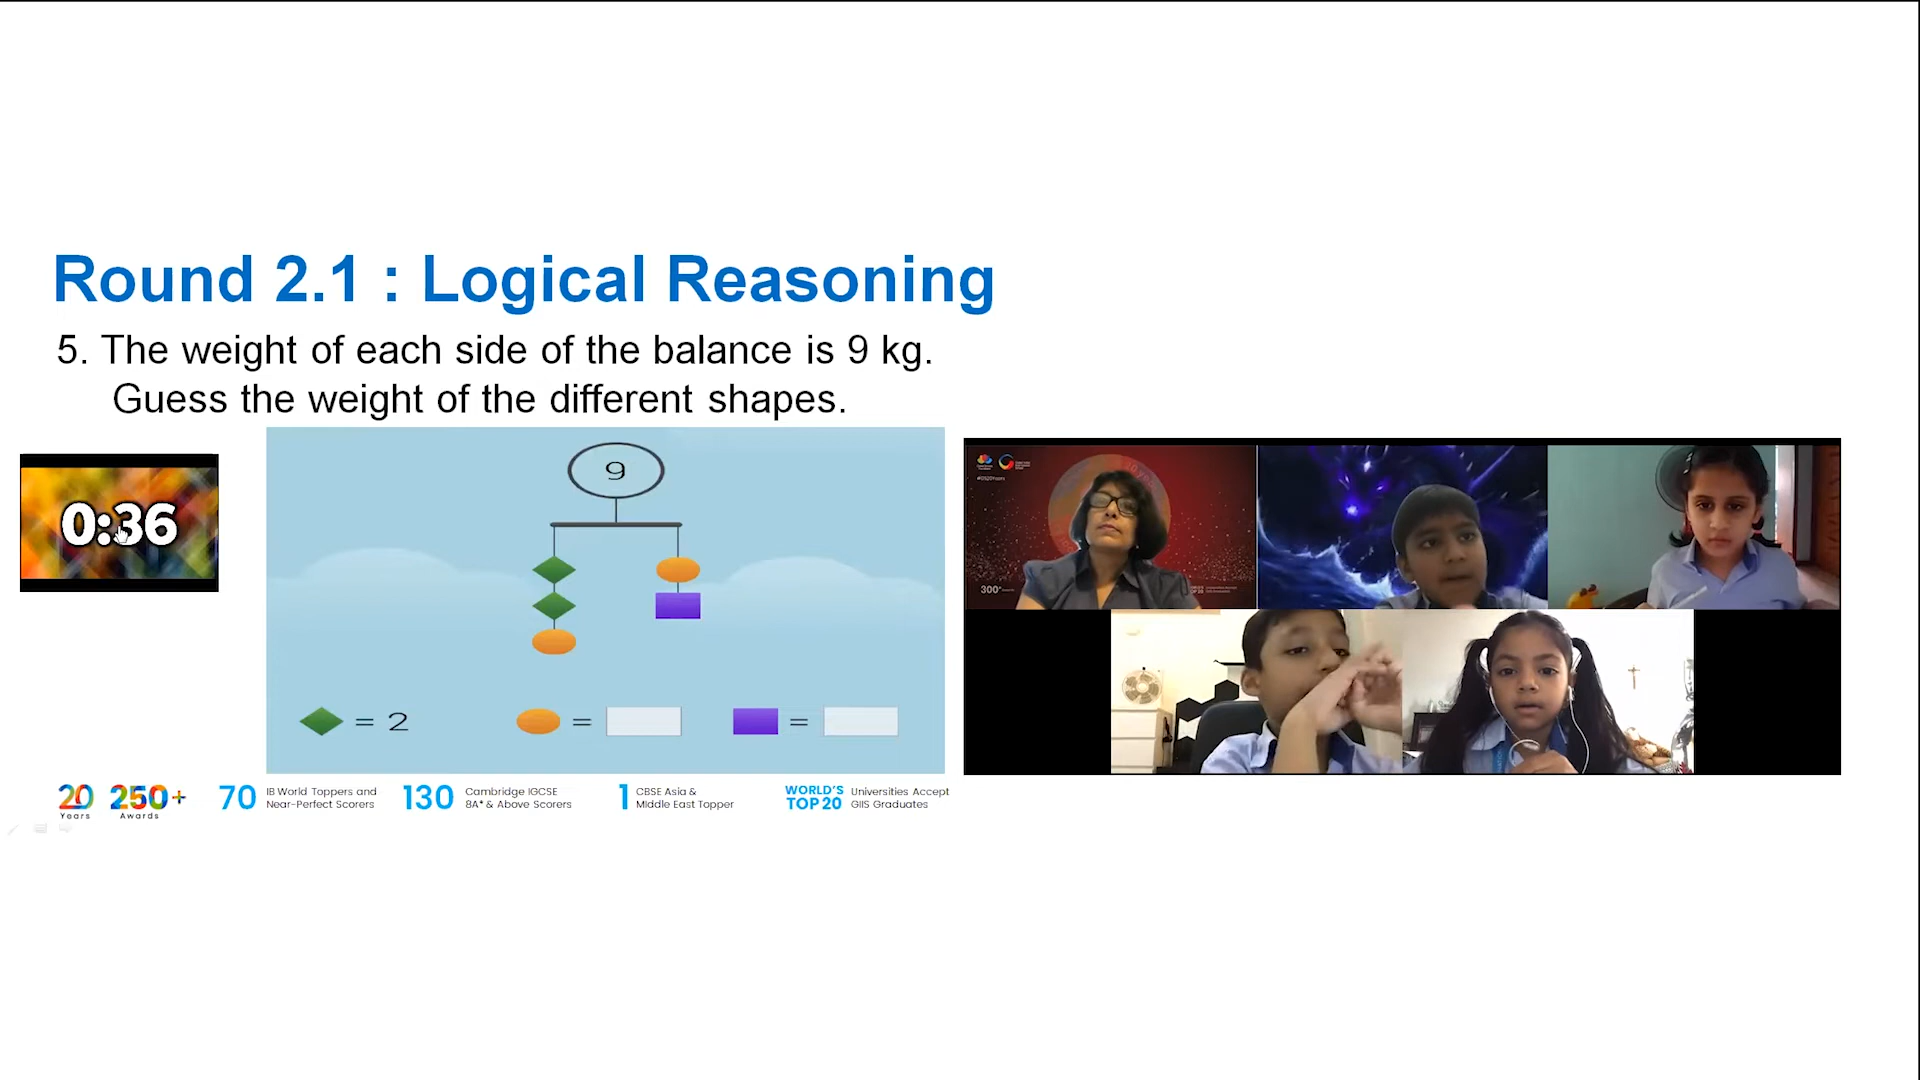 Round 2.1 : Logical Reasoning
5. The weight of each side of the balance is 9 kg.
Guess the weight of the different shapes.
0:36
9
= 2
=
=
300+
20
Years
250+
Awards
70
IB World Toppers and
Near-Perfect Scorers
130
Cambridge IGCSE
8A* & Above Scorers
1
CBSE Asia &
Middle East Topper
WORLD'S
TOP 20
Universities Accept
GIIS Graduates